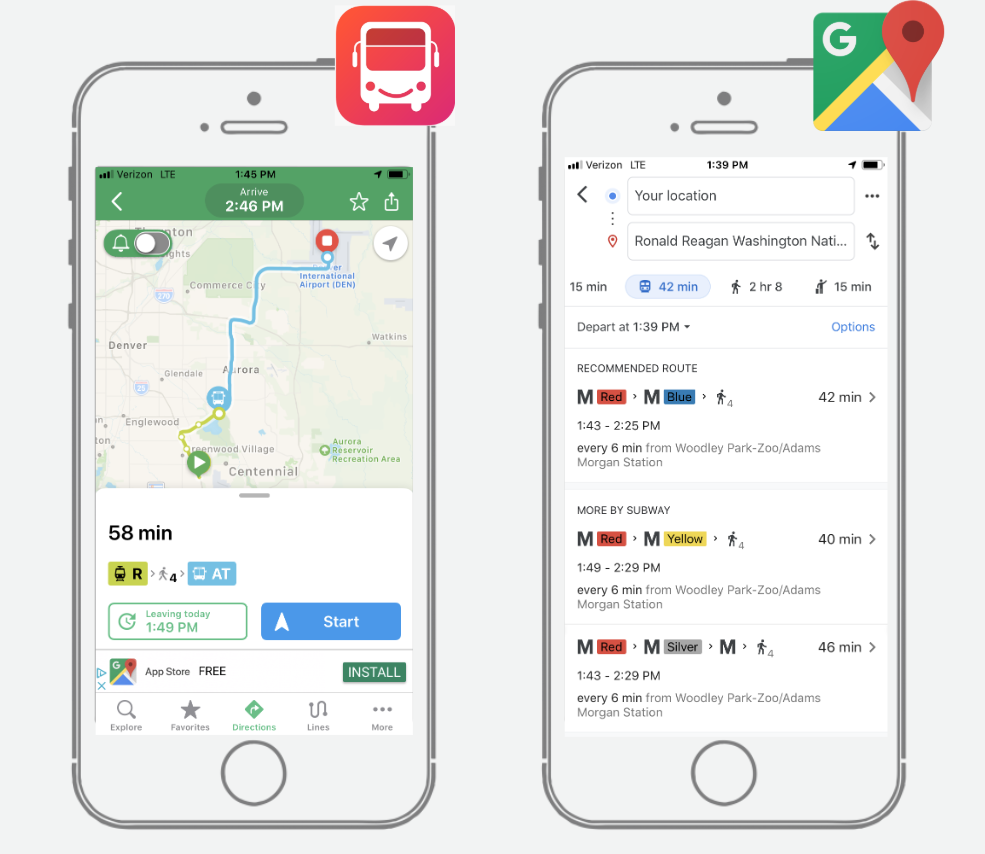 Verizon LTE 1:45 PM
Arrive
2:46 PM
Commerce City
International
Airport (DEN)
270
Watkins
Denver
Glendale
Aurora
25
Englewood
Greenwood Village
Aurora
Reservoir
Recreation Area
Centennial
58 min
R > 4 > AT
Leaving today
1:49 PM
Start
G
App Store FREE
INSTALL
Explore Favorites Directions Lines More
G
Verizon LTE 1:39 PM
Your location
Ronald Reagan Washington Nati...
15 min 42 min 2 hr 8 15 min
Depart at 1:39 PM
Options
RECOMMENDED ROUTE
M Red › M Blue › 4 42 min
1:43 - 2:25 PM
every 6 min from Woodley Park-Zoo/Adams
Morgan Station
MORE BY SUBWAY
M Red › M Yellow › 4 40 min
1:49 - 2:29 PM
every 6 min from Woodley Park-Zoo/Adams
Morgan Station
M Red › M Silver › M › 4 46 min
1:43 - 2:29 PM
every 6 min from Woodley Park-Zoo/Adams
Morgan Station